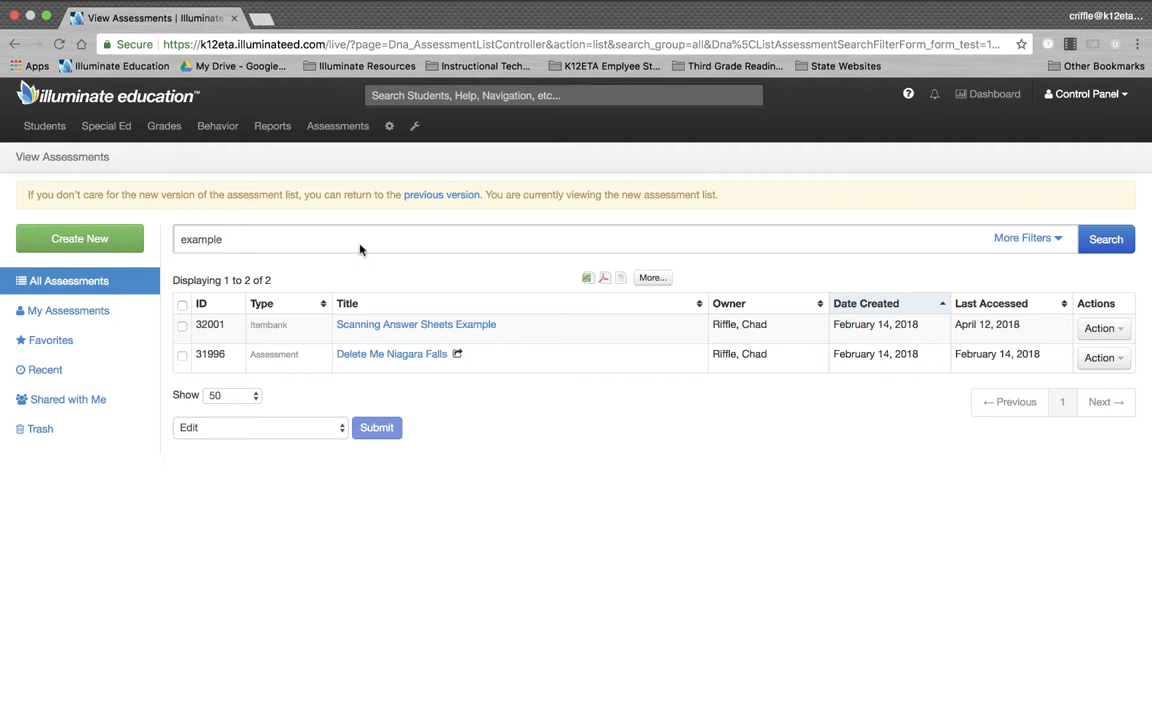 View Assessments | Illuminate
criffle@k12eta...
Secure https://k12eta.illuminateed.com/live/?page=Dna_AssessmentListController&action=list&search_group=all&Dna%5CListAssessmentSearchFilterForm_form_test=1...
Apps Illuminate Education My Drive - Google... Illuminate Resources Instructional Tech... K12ETA Emplyee St... Third Grade Readin... State Websites Other Bookmarks
illuminate education™ Search Students, Help, Navigation, etc... Dashboard Control Panel
Students Special Ed Grades Behavior Reports Assessments
View Assessments
If you don't care for the new version of the assessment list, you can return to the previous version. You are currently viewing the new assessment list.
Create New example More Filters Search
All Assessments Displaying 1 to 2 of 2 More...
ID Type Title Owner Date Created Last Accessed Actions
My Assessments
32001 Itembank Scanning Answer Sheets Example Riffle, Chad February 14, 2018 April 12, 2018 Action
Favorites
31996 Assessment Delete Me Niagara Falls Riffle, Chad February 14, 2018 February 14, 2018 Action
Recent
Shared with Me Show 50 ← Previous 1 Next →
Trash Edit Submit